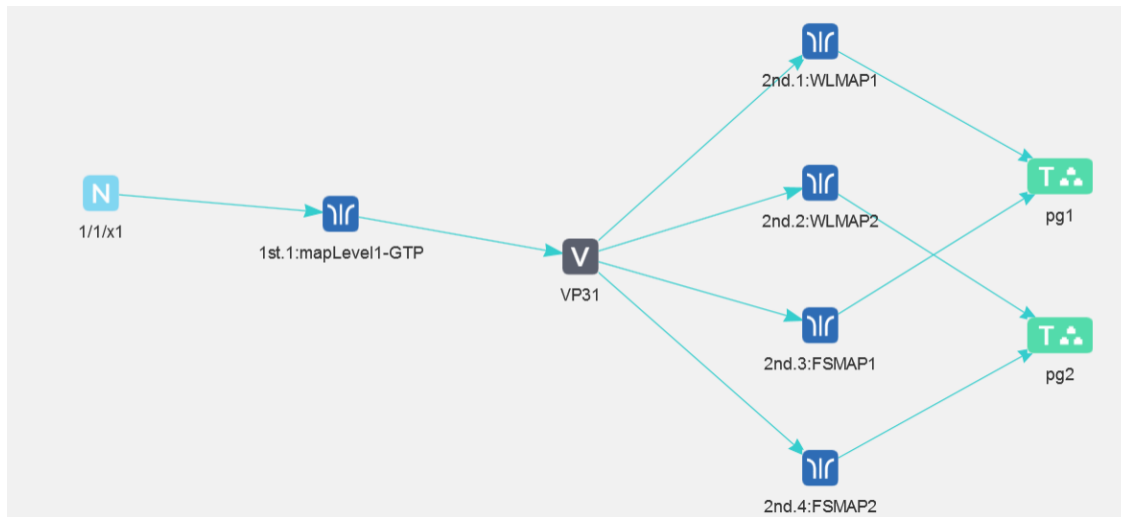 N
1/1/x1
1st.1:mapLevel1-GTP
V
VP31
2nd.1:WLMAP1
2nd.2:WLMAP2
2nd.3:FSMAP1
2nd.4:FSMAP2
T
pg1
T
pg2